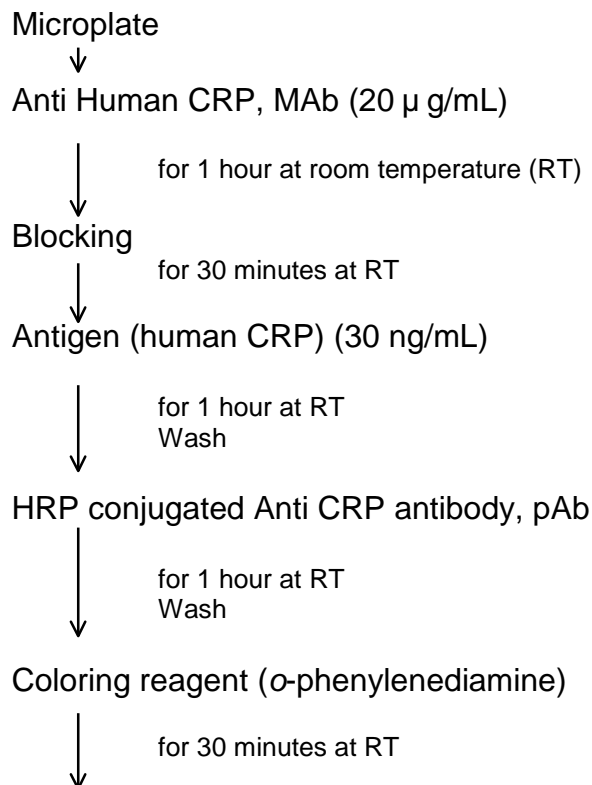 Microplate
Anti Human CRP, MAb (20 μ g/mL)
for 1 hour at room temperature (RT)
Blocking
for 30 minutes at RT
Antigen (human CRP) (30 ng/mL)
for 1 hour at RT
Wash
HRP conjugated Anti CRP antibody, pAb
for 1 hour at RT
Wash
Coloring reagent (o-phenylenediamine)
for 30 minutes at RT